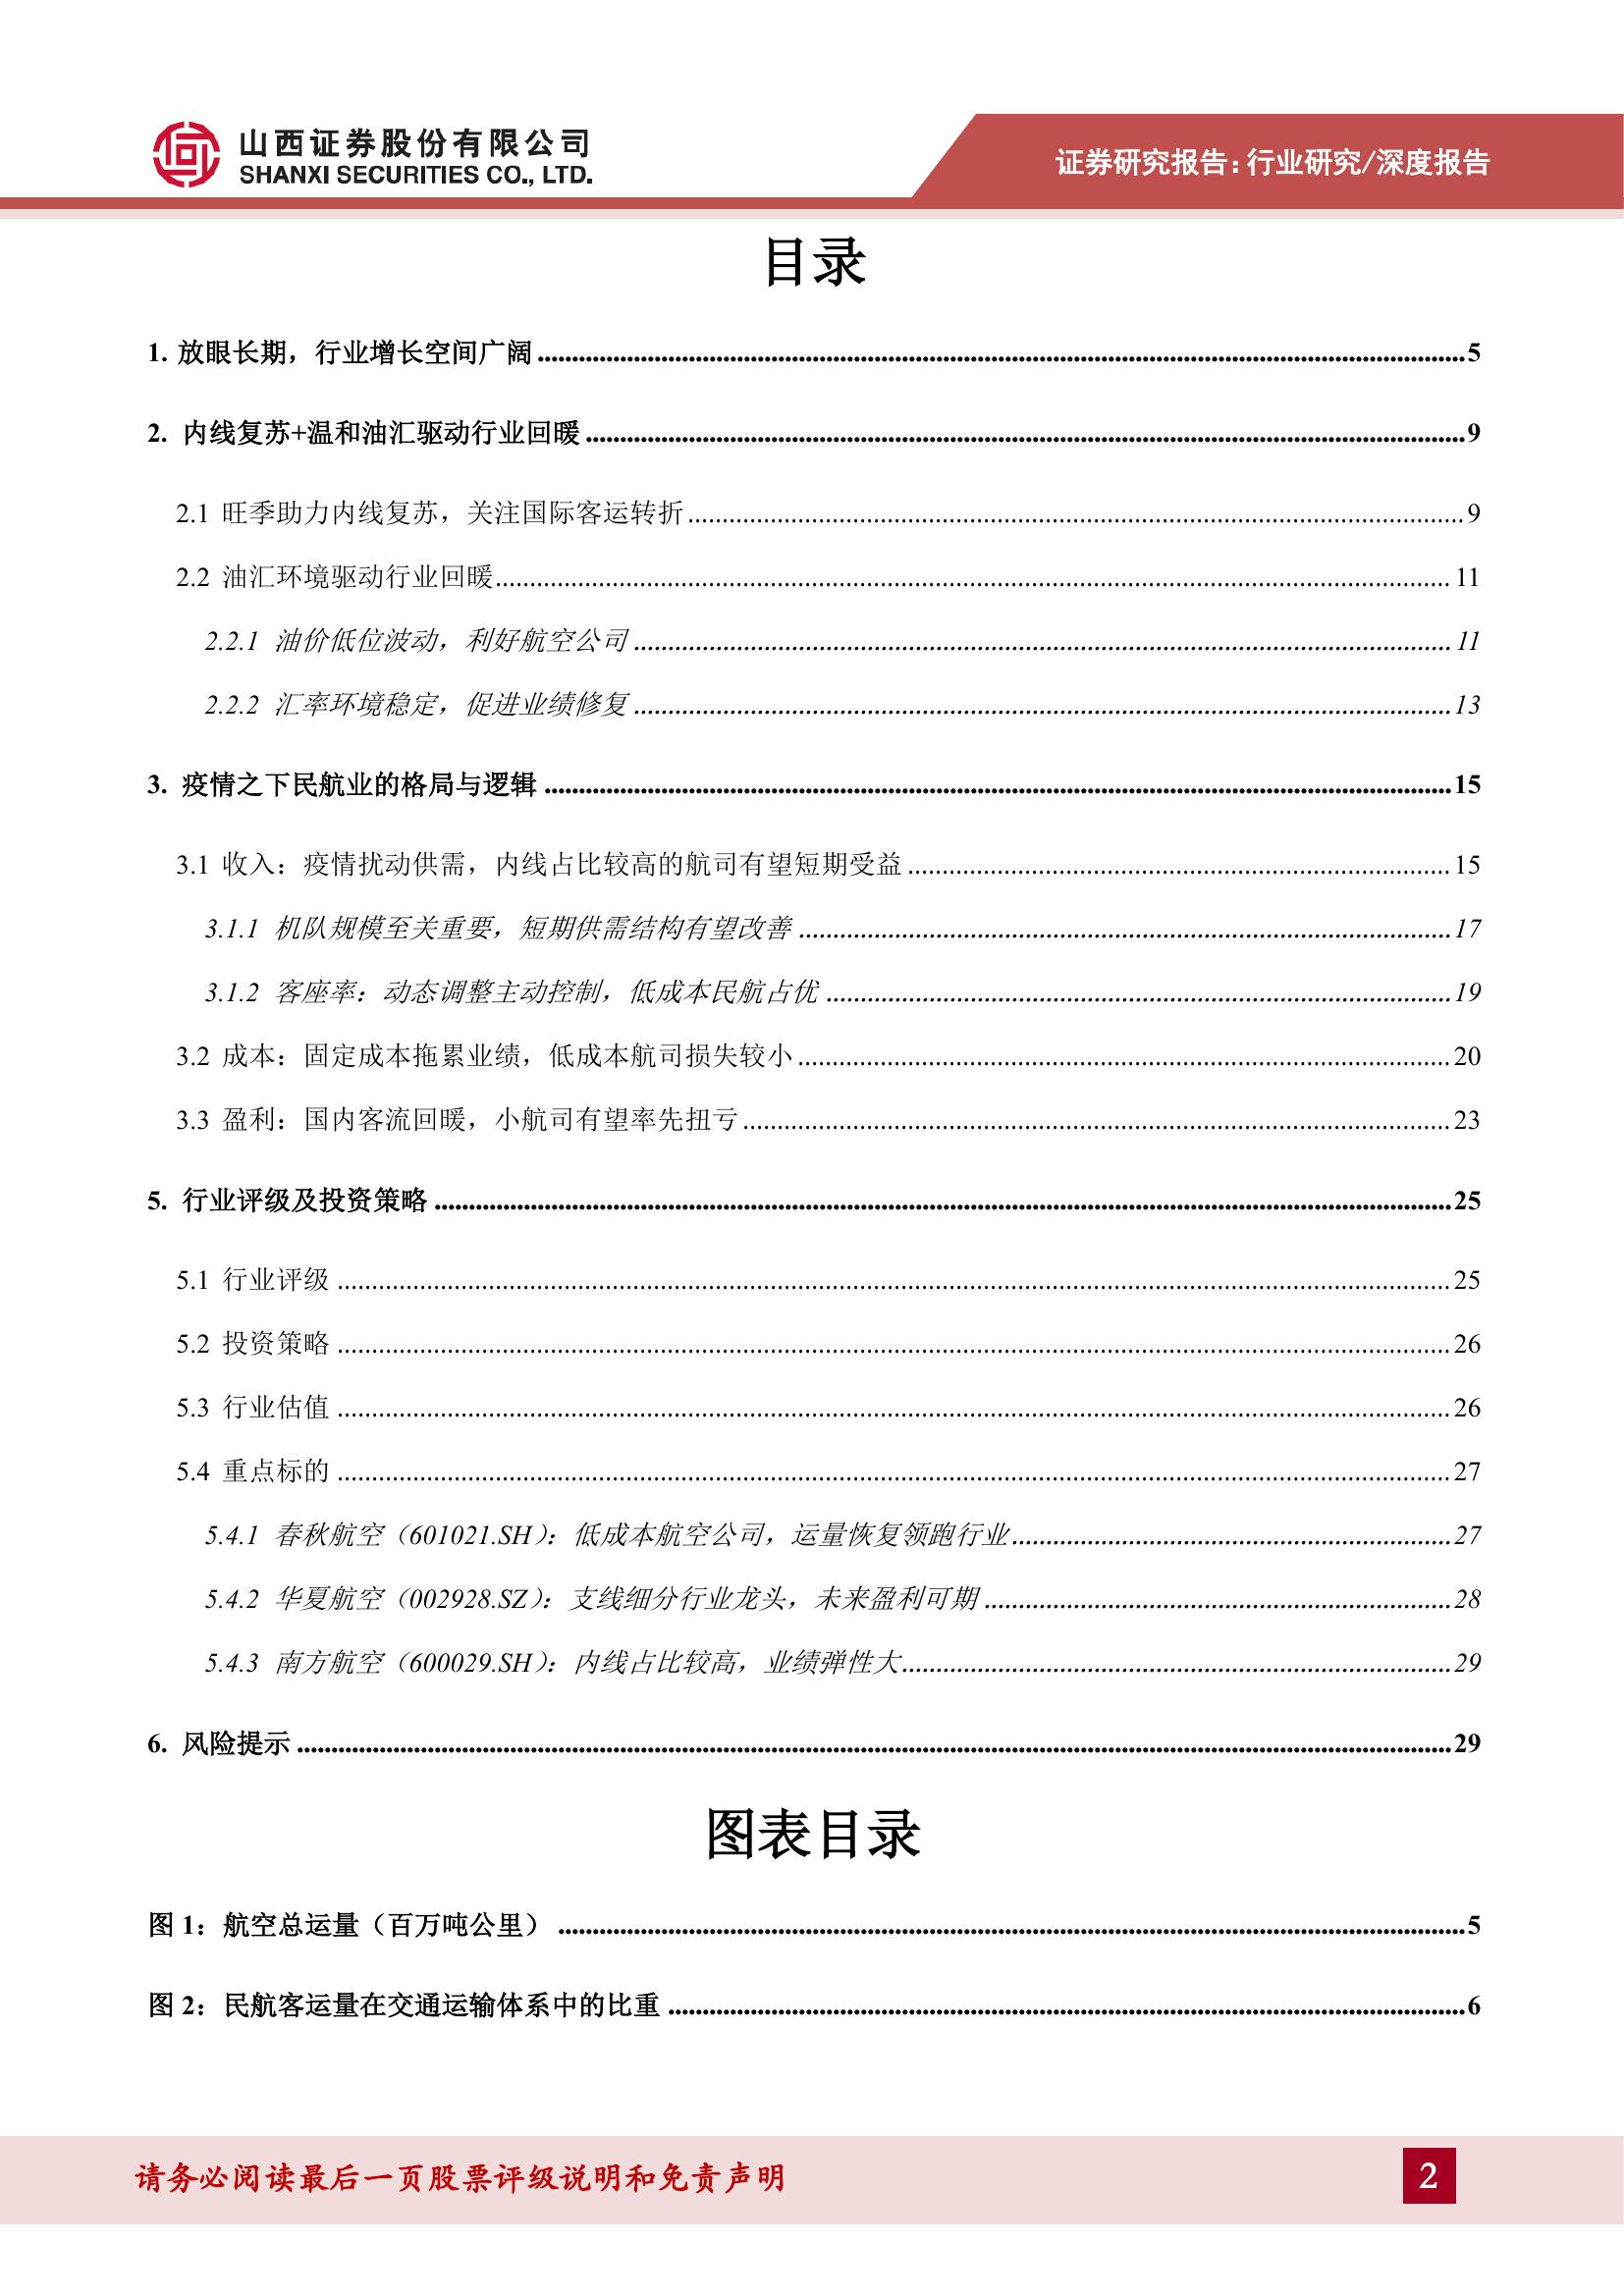 山西证券股份有限公司
SHANXI SECURITIES CO., LTD.
证券研究报告:行业研究/深度报告
目录
1. 放眼长期，行业增长空间广阔 5
2. 内线复苏+温和油汇驱动行业回暖 9
2.1 旺季助力内线复苏，关注国际客运转折 9
2.2 油汇环境驱动行业回暖 11
2.2.1 油价低位波动，利好航空公司 11
2.2.2 汇率环境稳定，促进业绩修复 13
3. 疫情之下民航业的格局与逻辑 15
3.1 收入：疫情扰动供需，内线占比较高的航司有望短期受益 15
3.1.1 机队规模至关重要，短期供需结构有望改善 17
3.1.2 客座率：动态调整主动控制，低成本民航占优 19
3.2 成本：固定成本拖累业绩，低成本航司损失较小 20
3.3 盈利：国内客流回暖，小航司有望率先扭亏 23
5. 行业评级及投资策略 25
5.1 行业评级 25
5.2 投资策略 26
5.3 行业估值 26
5.4 重点标的 27
5.4.1 春秋航空（601021.SH）：低成本航空公司，运量恢复领跑行业 27
5.4.2 华夏航空（002928.SZ）：支线细分行业龙头，未来盈利可期 28
5.4.3 南方航空（600029.SH）：内线占比较高，业绩弹性大 29
6. 风险提示 29
图表目录
图 1：航空总运量（百万吨公里） 5
图 2：民航客运量在交通运输体系中的比重 6
请务必阅读最后一页股票评级说明和免责声明
2